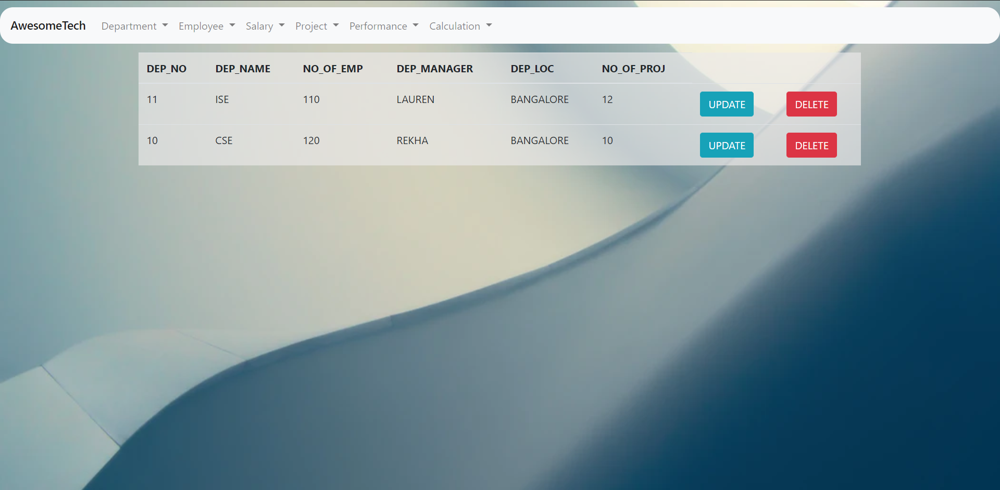 AwesomeTech Department Employee Salary Project Performance Calculation
DEP_NO DEP_NAME NO_OF_EMP DEP_MANAGER DEP_LOC NO_OF_PROJ
11 ISE 110 LAUREN BANGALORE 12 UPDATE DELETE
10 CSE 120 REKHA BANGALORE 10 UPDATE DELETE